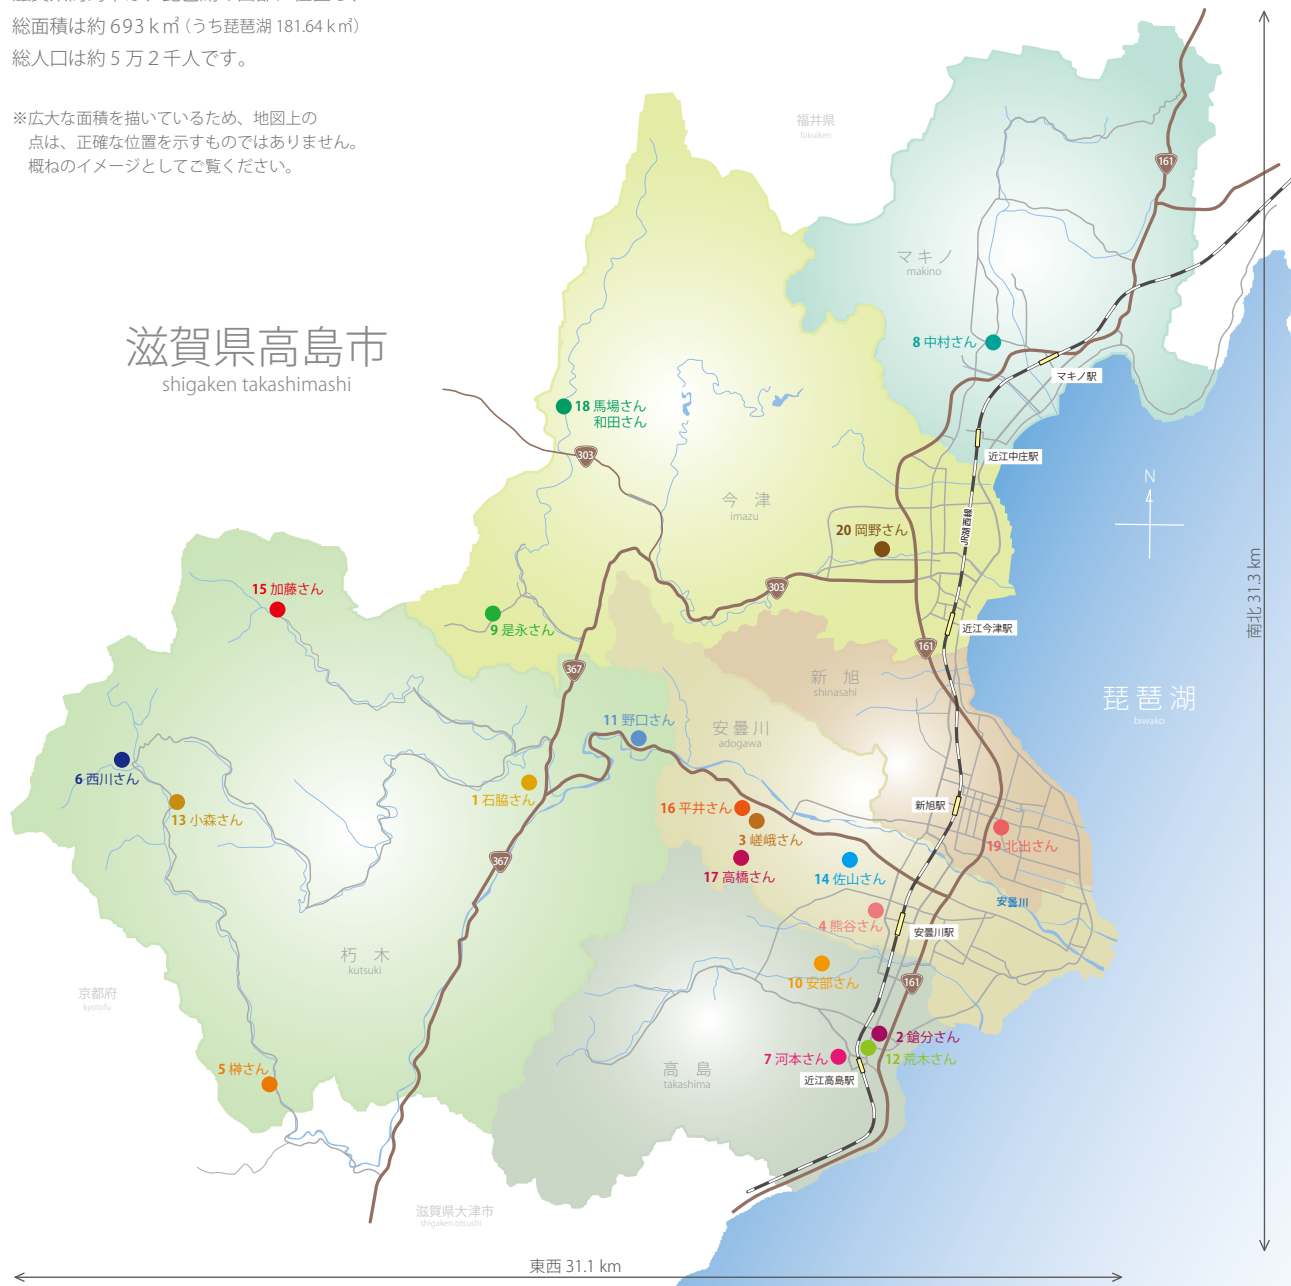 総面積は約 693ｋ㎡（うち琵琶湖 181.64ｋ㎡）
総人口は約５万２千人です。
※広大な面積を描いているため、地図上の
点は、正確な位置を示すものではありません。
概ねのイメージとしてご覧ください。
滋賀県高島市
shigaken takashimashi
福井県
fukuiken
161
マキノ
makino
8 中村さん
マキノ駅
18 馬場さん
和田さん
303
近江中庄駅
N
今 津
imazu
20 岡野さん
JR湖西線
南北 31.3 km
15 加藤さん
303
9 是永さん
近江今津駅
161
367
新 旭
shinasahi
琵琶湖
biwako
11 野口さん
安曇川
adogawa
6 西川さん
1 石脇さん
13 小森さん
16 平井さん
新旭駅
3 嵯峨さん
19 北出さん
367
17 高橋さん
14 佐山さん
安曇川
4 熊谷さん
安曇川駅
朽 木
kutsuki
10 安部さん
161
京都府
kyotofu
2 鎗分さん
7 河本さん
12 荒木さん
5 榊さん
高 島
takashima
近江高島駅
滋賀県大津市
shigaken otsushi
東西 31.1 km